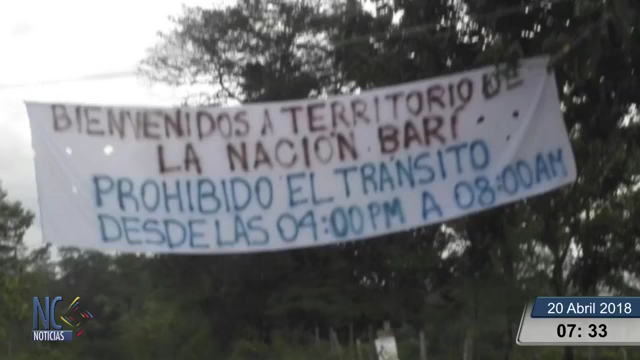 BIENVENIDOS A TERRITORIO DE
LA NACIÓN BARÍ
PROHIBIDO EL TRÁNSITO
DESDE LAS 04:00PM A 08:00AM
NC
NOTICIAS
20 Abril 2018
07: 33